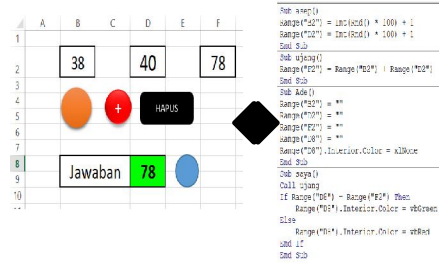 A B C D E F
1
2 38 40 78
3
4 + HAPUS
5
6
7
8 Jawaban 78
9
10
Sub asep()
Range("B2") = Int(Rnd() * 100) + 1
Range("D2") = Int(Rnd() * 100) + 1
End Sub
Sub ujang()
Range("F2") = Range("B2") + Range("D2")
End Sub
Sub Ade()
Range("B2") = ""
Range("D2") = ""
Range("F2") = ""
Range("D8") = ""
Range("D8").Interior.Color = xlNone
End Sub
Sub saya()
Call ujang
If Range("D8") = Range("F2") Then
Range("D8").Interior.Color = vbGreen
Else
Range("D8").Interior.Color = vbRed
End If
End Sub